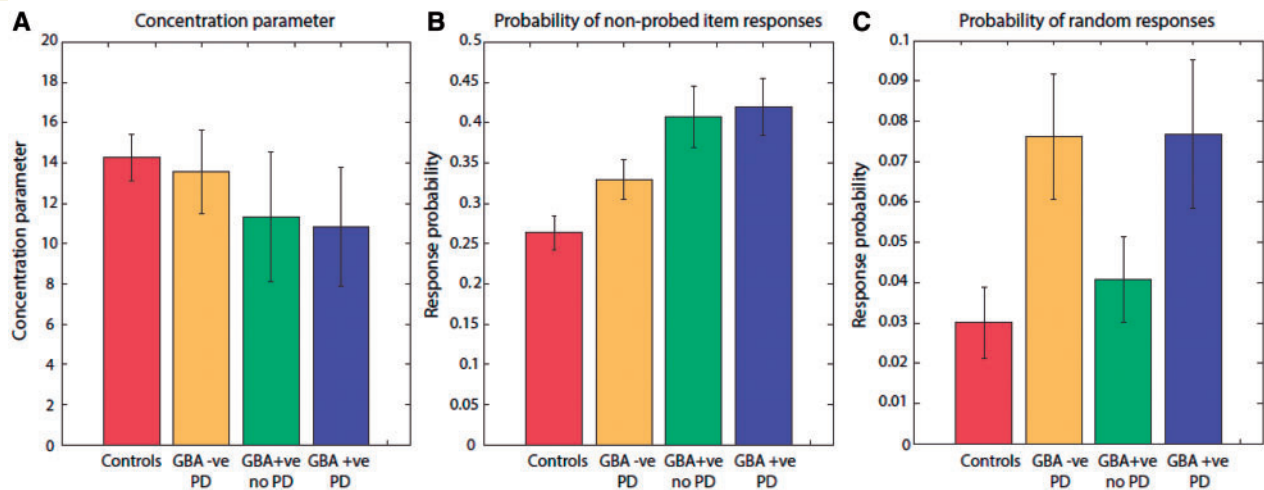 A
Concentration parameter
Concentration parameter
20
18
16
14
12
10
8
6
4
2
0
Controls
GBA -ve
PD
GBA+ve
no PD
GBA +ve
PD
B
Probability of non-probed item responses
Response probability
0.5
0.45
0.4
0.35
0.3
0.25
0.2
0.15
0.1
0.05
0
Controls
GBA -ve
PD
GBA+ve
no PD
GBA +ve
PD
C
Probability of random responses
Response probability
0.1
0.09
0.08
0.07
0.06
0.05
0.04
0.03
0.02
0.01
0
Controls
GBA -ve
PD
GBA+ve
no PD
GBA +ve
PD